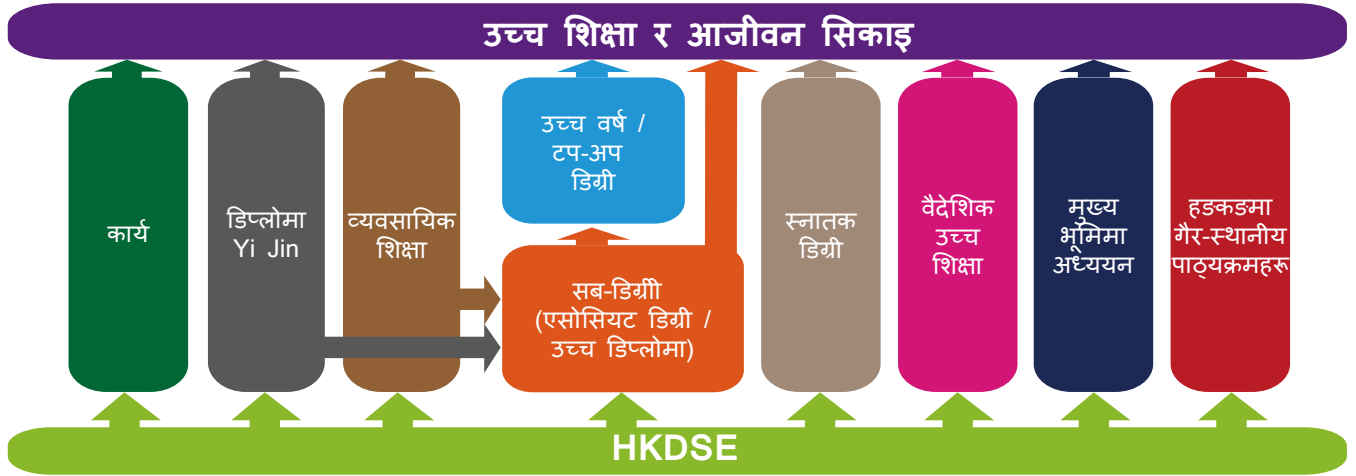 उच्च शिक्षा र आजीवन सिकाइ
कार्य
डिप्लोमा
Yi Jin
व्यवसायिक
शिक्षा
उच्च वर्ष /
टप-अप
डिग्री
सब-डिग्रीी
(एसोसियट डिग्री /
उच्च डिप्लोमा)
स्नातक
डिग्री
वैदेशिक
उच्च
शिक्षा
मुख्य
भूमिमा
अध्ययन
हङकङमा
गैर-स्थानीय
पाठ्यक्रमहरू
HKDSE